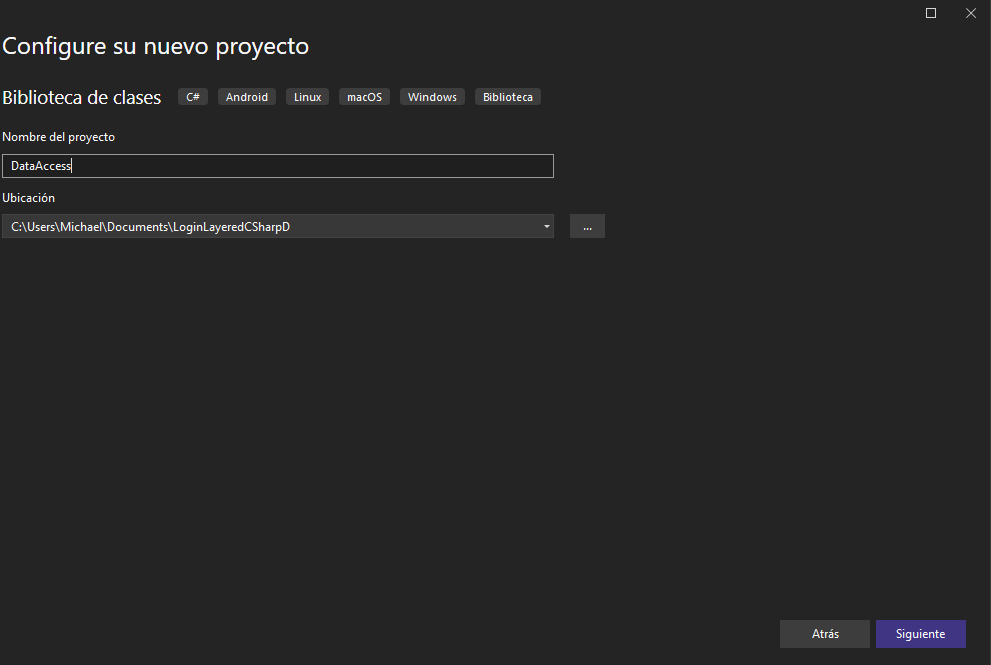 Configure su nuevo proyecto
Biblioteca de clases C# Android Linux macOS Windows Biblioteca
Nombre del proyecto
DataAccess
Ubicación
C:\Users\Michael\Documents\LoginLayeredCSharpD
...
Atrás Siguiente